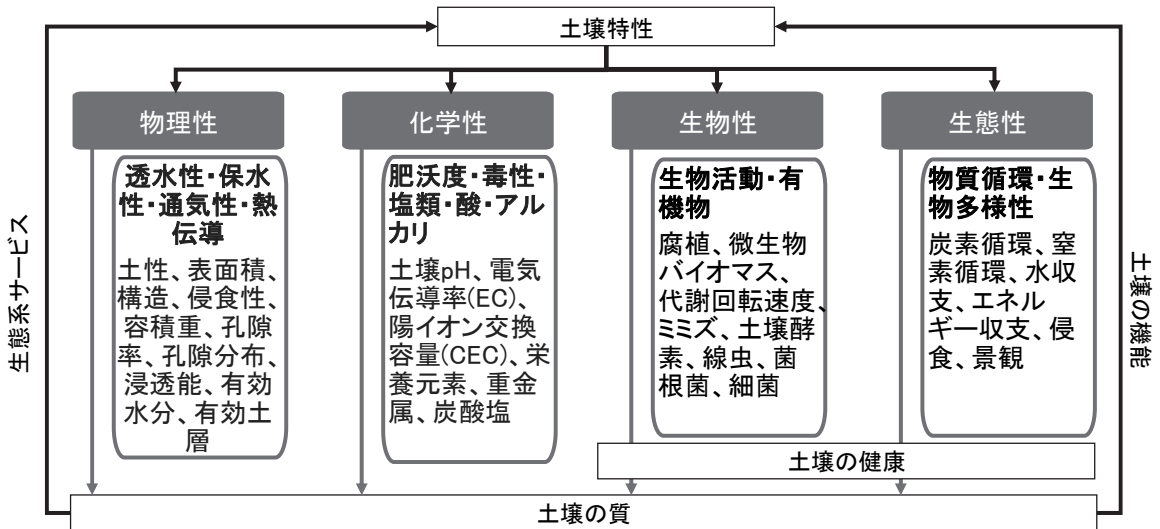 土壌特性
物理性
透水性・保水
性・通気性・熱
伝導
土性、表面積、
構造、侵食性、
容積重、孔隙
率、孔隙分布、
浸透能、有効
水分、有効土
層
化学性
肥沃度・毒性・
塩類・酸・アル
カリ
土壌pH、電気
伝導率(EC)、
陽イオン交換
容量(CEC)、栄
養元素、重金
属、炭酸塩
生物性
生物活動・有
機物
腐植、微生物
バイオマス、
代謝回転速度、
ミミズ、土壌酵
素、線虫、菌
根菌、細菌
生態性
物質循環・生
物多様性
炭素循環、窒
素循環、水収
支、エネル
ギー収支、侵
食、景観
生態系サービス
土壌の機能
土壌の健康
土壌の質